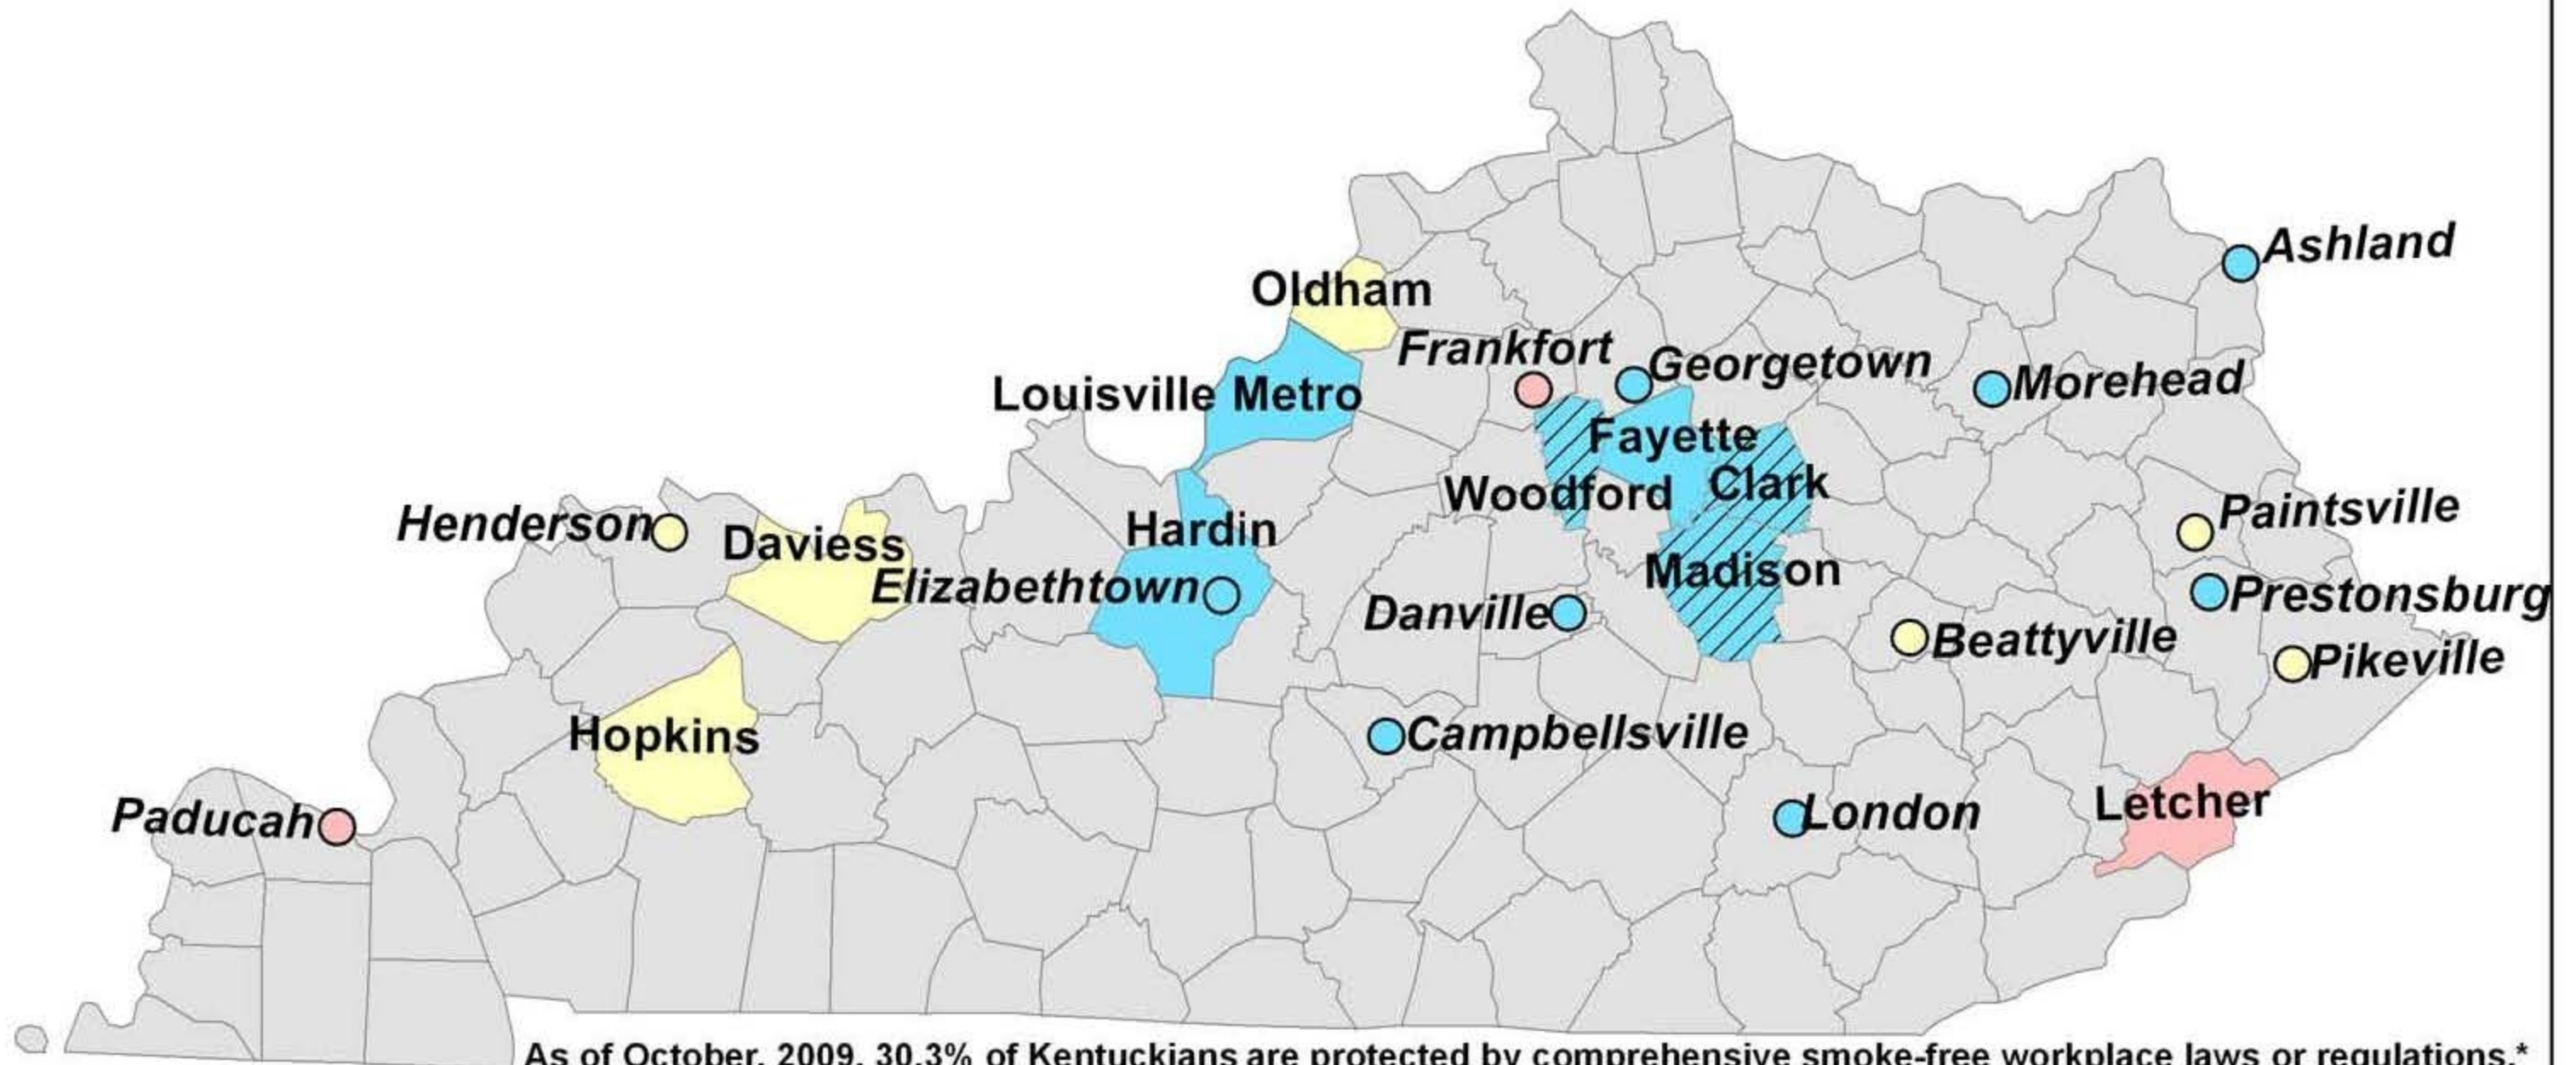 Ashland
Oldham
Frankfort
Georgetown
Morehead
Louisville Metro
Fayette
Clark
Woodford
Paintsville
Henderson
Daviess
Hardin
Madison
Elizabethtown
Danville
Prestonsburg
Beattyville
Pikeville
Hopkins
Campbellsville
Letcher
London
Paducah
As of October, 2009, 30.3% of Kentuckians are protected by comprehensive smoke-free workplace laws or regulations.*